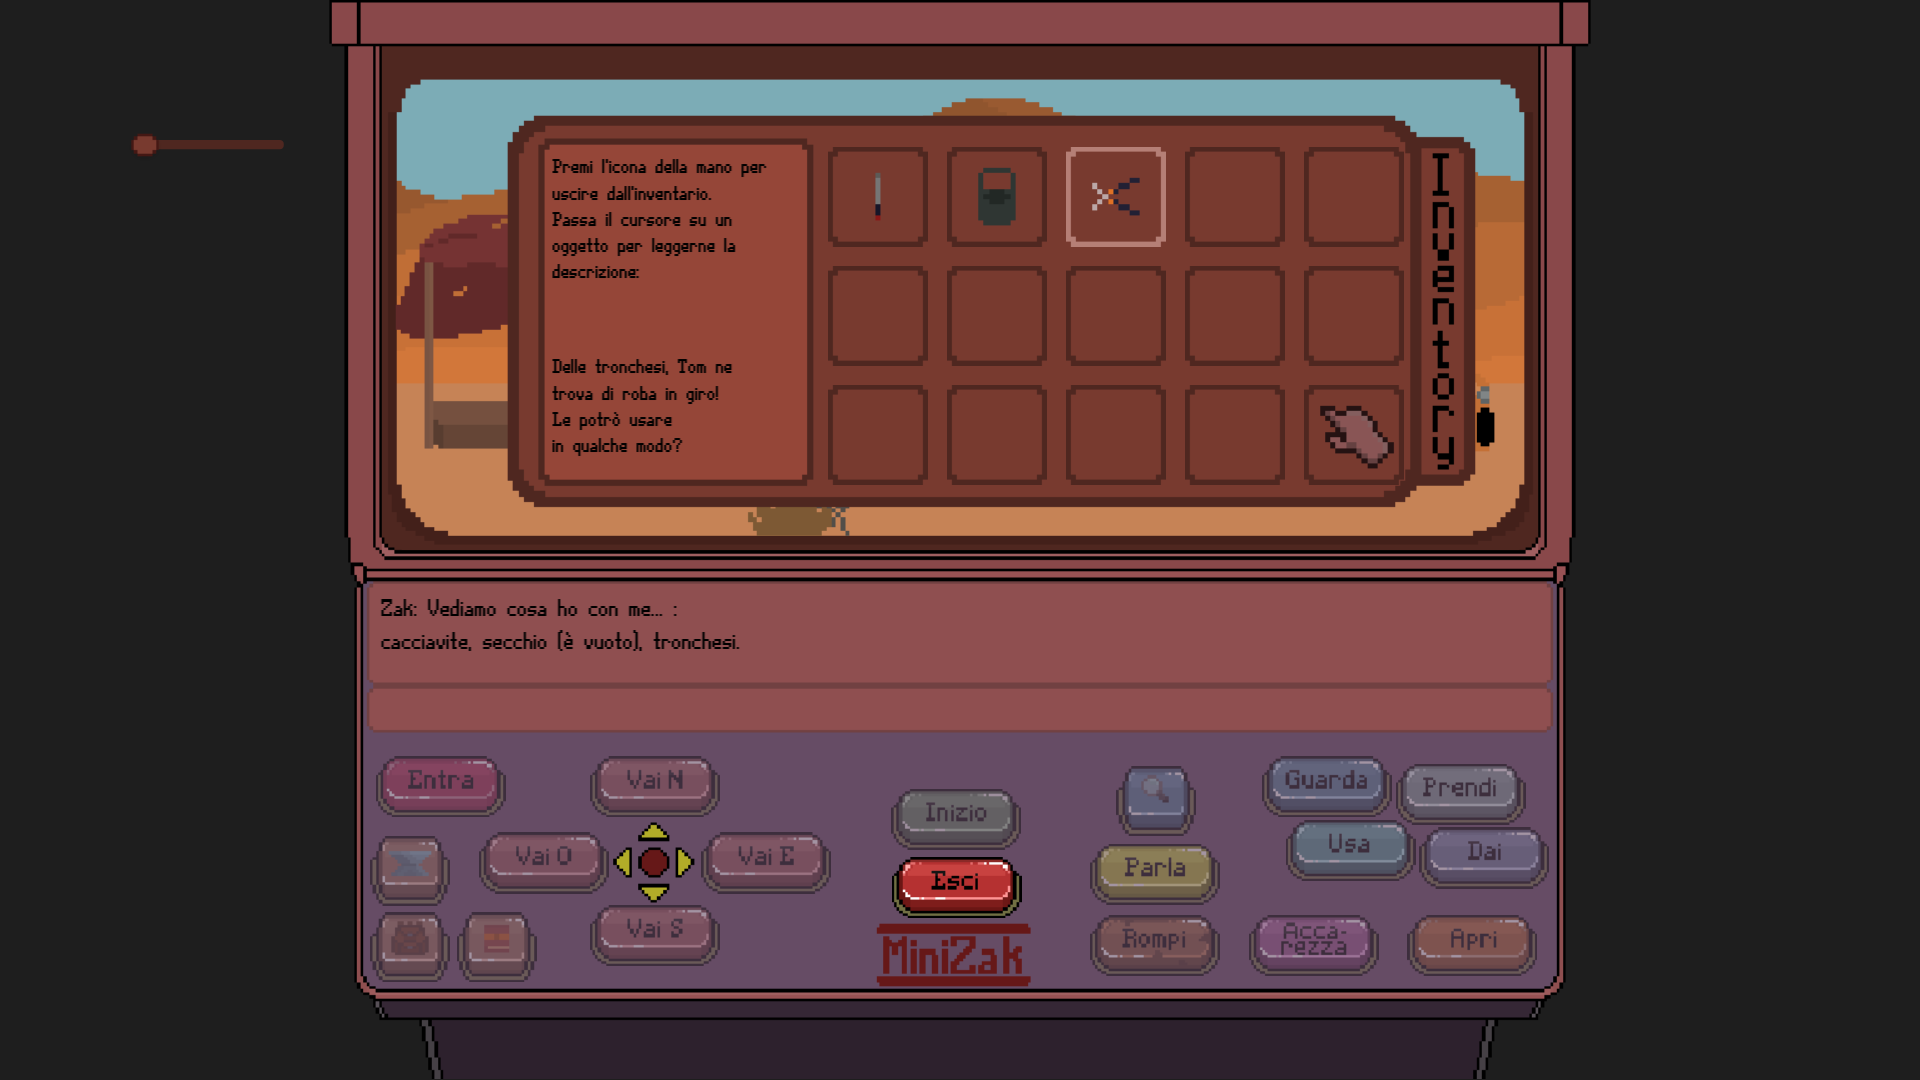 Premi l'icona della mano per
uscire dall'inventario.
Passa il cursore su un
oggetto per leggerne la
descrizione:
Delle tronchesi, Tom ne
trova di roba in giro!
Le potrò usare
in qualche modo?
Inventory
Zak: Vediamo cosa ho con me... :
cacciavite, secchio (è vuoto), tronchesi.
Entra
Vai N
Vai O
Vai E
Vai S
Inizio
Esci
MiniZak
Parla
Rompi
Guarda
Prendi
Usa
Dai
Acca-
rezza
Apri